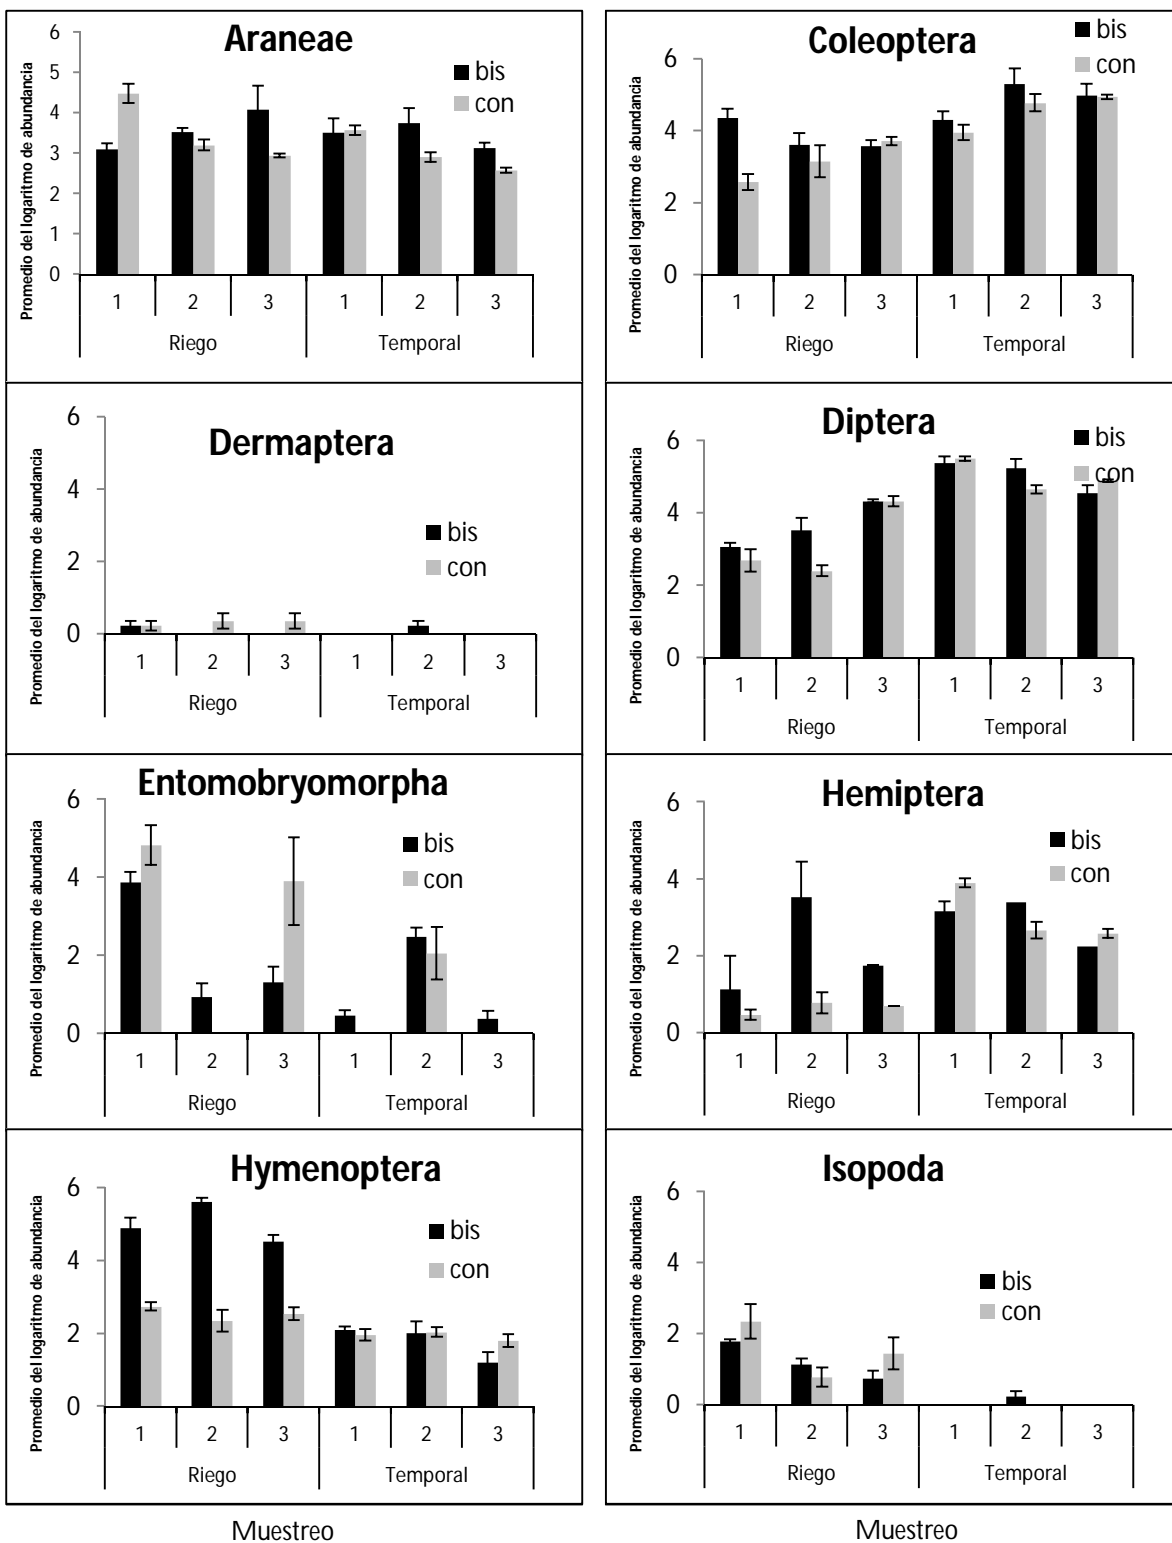 Araneae
bis
con
Promedio del logaritmo de abundancia
6
5
4
3
2
1
0
1 2 3 1 2 3
Riego Temporal
Coleoptera
bis
con
Promedio del logaritmo de abundancia
6
4
2
0
1 2 3 1 2 3
Riego Temporal
Dermaptera
bis
con
Promedio del logaritmo de abundancia
6
4
2
0
1 2 3 1 2 3
Riego Temporal
Diptera
bis
con
Promedio del logaritmo de abundancia
6
4
2
0
1 2 3 1 2 3
Riego Temporal
Entomobryomorpha
bis
con
Promedio del logaritmo de abundancia
6
4
2
0
1 2 3 1 2 3
Riego Temporal
Hemiptera
bis
con
Promedio del logaritmo de abundancia
6
4
2
0
1 2 3 1 2 3
Riego Temporal
Hymenoptera
bis
con
Promedio del logaritmo de abundancia
6
4
2
0
1 2 3 1 2 3
Riego Temporal
Isopoda
bis
con
Promedio del logaritmo de abundancia
6
4
2
0
1 2 3 1 2 3
Riego Temporal
Muestreo
Muestreo